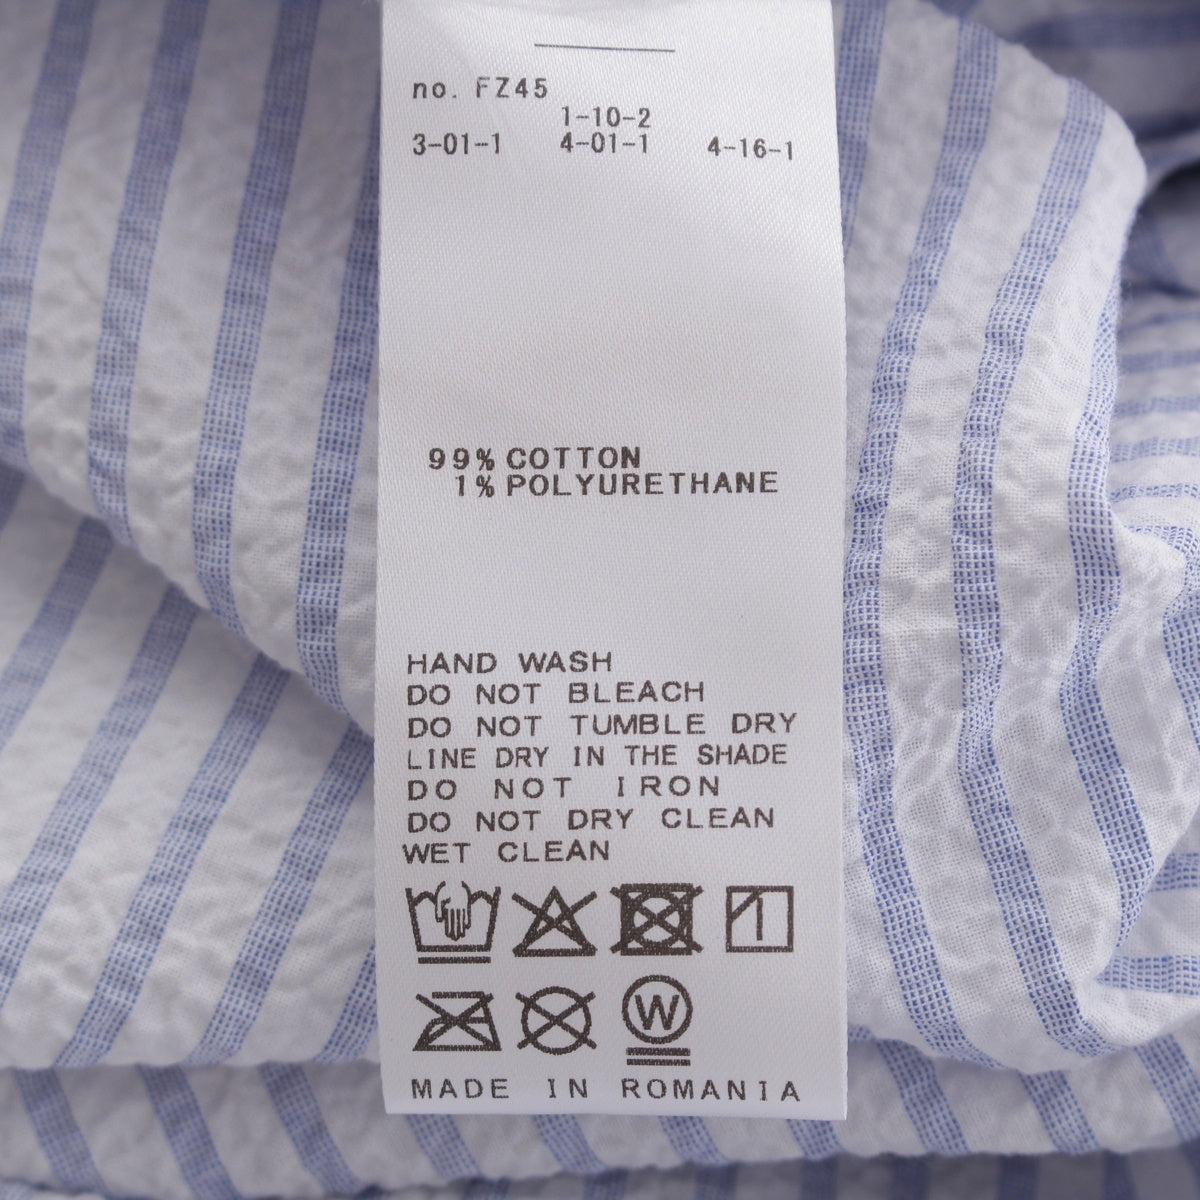 no. FZ45
1-10-2
3-01-1 4-01-1 4-16-1
99% COTTON
1% POLYURETHANE
HAND WASH
DO NOT BLEACH
DO NOT TUMBLE DRY
LINE DRY IN THE SHADE
DO NOT IRON
DO NOT DRY CLEAN
WET CLEAN
W
MADE IN ROMANIA